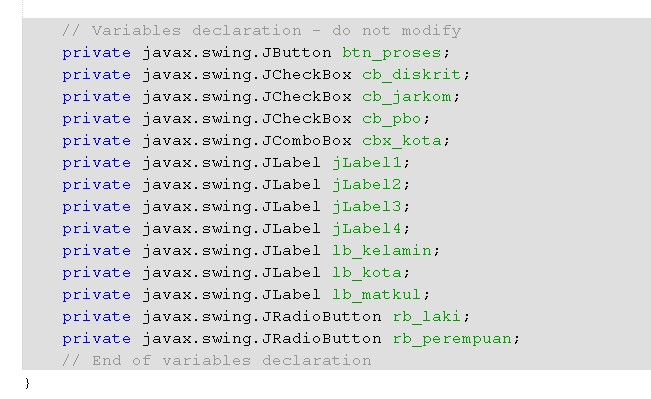 // Variables declaration - do not modify
private javax.swing.JButton btn_proses;
private javax.swing.JCheckBox cb_diskrit;
private javax.swing.JCheckBox cb_jarkom;
private javax.swing.JCheckBox cb_pbo;
private javax.swing.JComboBox cbx_kota;
private javax.swing.JLabel jLabel1;
private javax.swing.JLabel jLabel2;
private javax.swing.JLabel jLabel3;
private javax.swing.JLabel jLabel4;
private javax.swing.JLabel lb_kelamin;
private javax.swing.JLabel lb_kota;
private javax.swing.JLabel lb_matkul;
private javax.swing.JRadioButton rb_laki;
private javax.swing.JRadioButton rb_perempuan;
// End of variables declaration
}